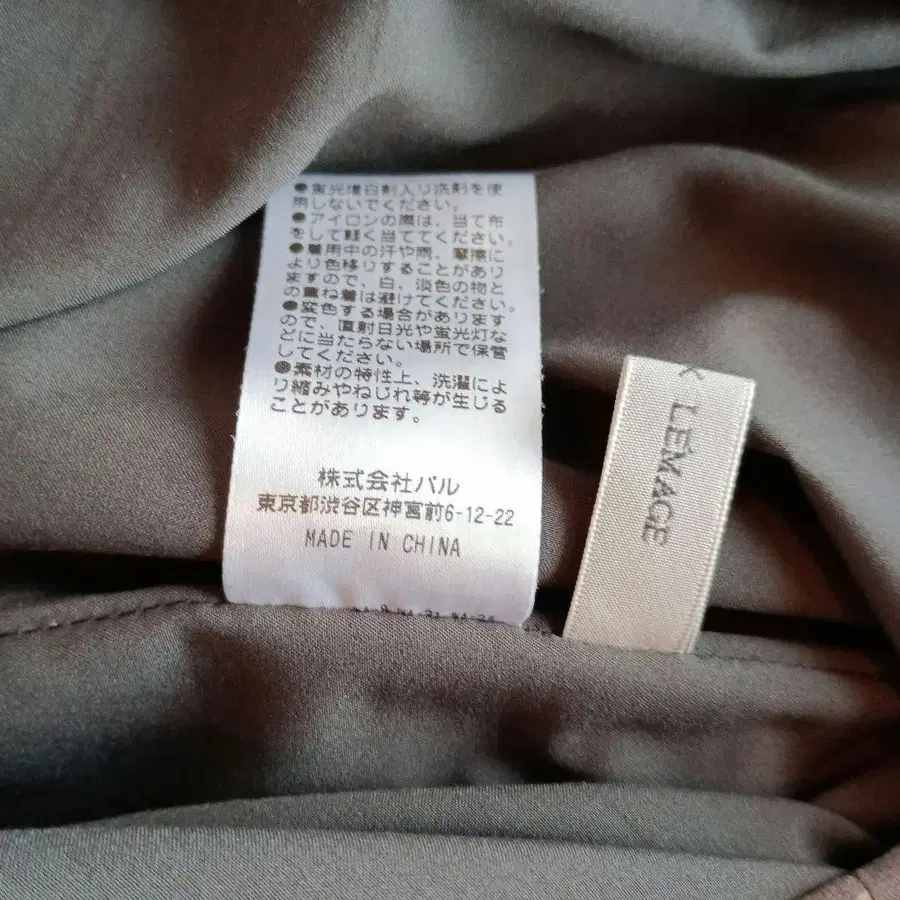 ●蛍光増白剤入り洗剤を使
用しないでください。
●アイロンの際は、当て布
をして軽く当ててください。
●着用中の汗や雨、摩擦に
より色移りすることがあり
ますので、白、淡色の物と
の重ね着は避けてください。
●変色する場合があります
ので、直射日光や蛍光灯な
どに当たらない場所で保管
してください。
●素材の特性上、洗濯によ
り縮みやねじれ等が生じる
ことがあります。
株式会社パル
東京都渋谷区神宮前6-12-22
MADE IN CHINA
LEMACE